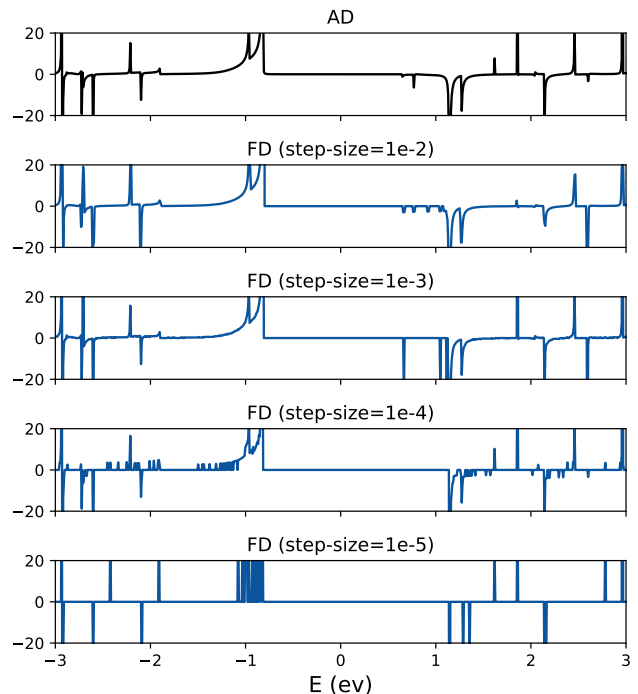 AD
20
0
−20
FD (step-size=1e-2)
20
0
−20
FD (step-size=1e-3)
20
0
−20
FD (step-size=1e-4)
20
0
−20
FD (step-size=1e-5)
20
0
−20
−3 −2 −1 0 1 2 3
E (ev)